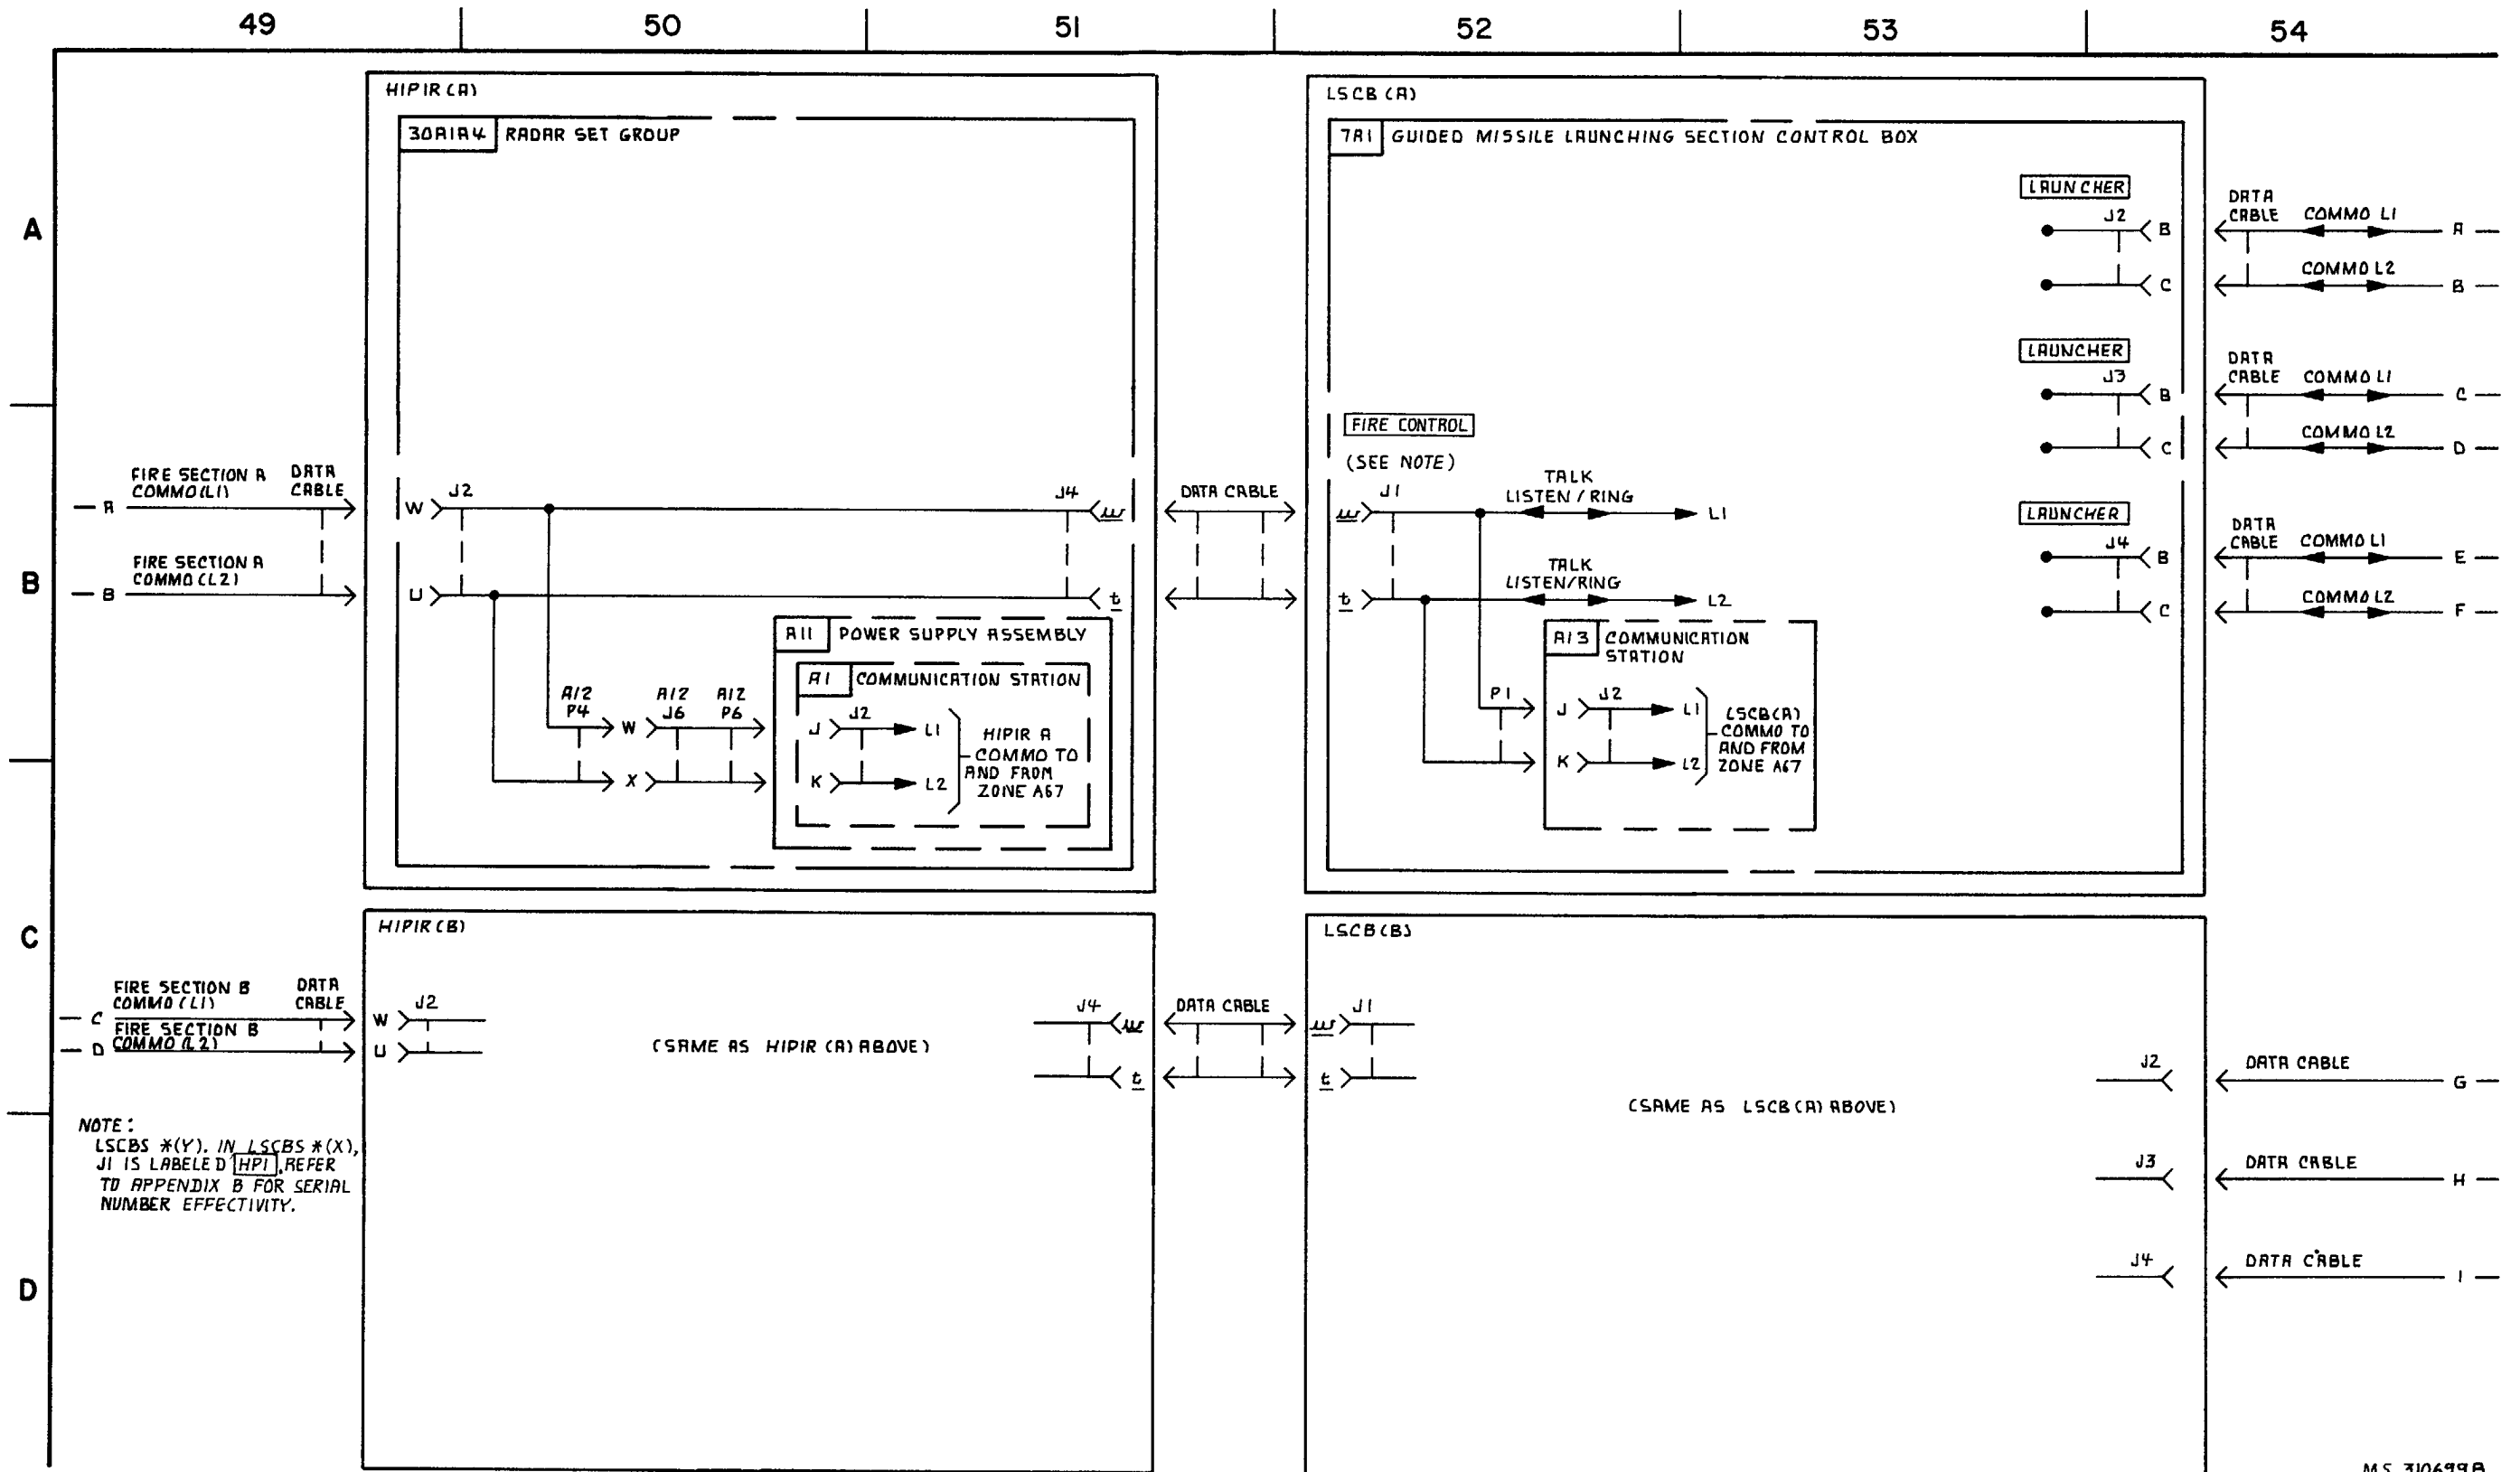 49 50 51 52 53 54
A
B
C
D
HIPIR (A)
30A1A4 RADAR SET GROUP
FIRE SECTION A
COMMO (L1)
DATA
CABLE
A
W J2
J4 w
FIRE SECTION A
COMMO (L2)
B
U
t
A12
P4
W
A12
J6
A12
P6
X
A11 POWER SUPPLY ASSEMBLY
A1 COMMUNICATION STATION
J J2 L1
K L2
HIPIR A
COMMO TO
AND FROM
ZONE A67
DATA CABLE
LSCB (A)
7A1 GUIDED MISSILE LAUNCHING SECTION CONTROL BOX
FIRE CONTROL
(SEE NOTE)
w J1
TALK
LISTEN / RING
L1
t
TALK
LISTEN/RING
L2
A13 COMMUNICATION
STATION
P1
J J2 L1
K L2
LSCB(A)
COMMO TO
AND FROM
ZONE A67
LAUNCHER
J2 B
C
DATA
CABLE
COMMO L1 A
COMMO L2 B
LAUNCHER
J3 B
C
DATA
CABLE
COMMO L1 C
COMMO L2 D
LAUNCHER
J4 B
C
DATA
CABLE
COMMO L1 E
COMMO L2 F
HIPIR (B)
FIRE SECTION B
COMMO (L1)
DATA
CABLE
C
W J2
FIRE SECTION B
COMMO (L2)
D
U
(SAME AS HIPIR (A) ABOVE)
J4 w
t
DATA CABLE
LSCB (B)
w J1
t
(SAME AS LSCB (A) ABOVE)
J2 DATA CABLE G
J3 DATA CABLE H
J4 DATA CABLE I
NOTE:
LSCBS *(Y). IN LSCBS *(X),
J1 IS LABELED HPI. REFER
TO APPENDIX B FOR SERIAL
NUMBER EFFECTIVITY.
MS 310699B